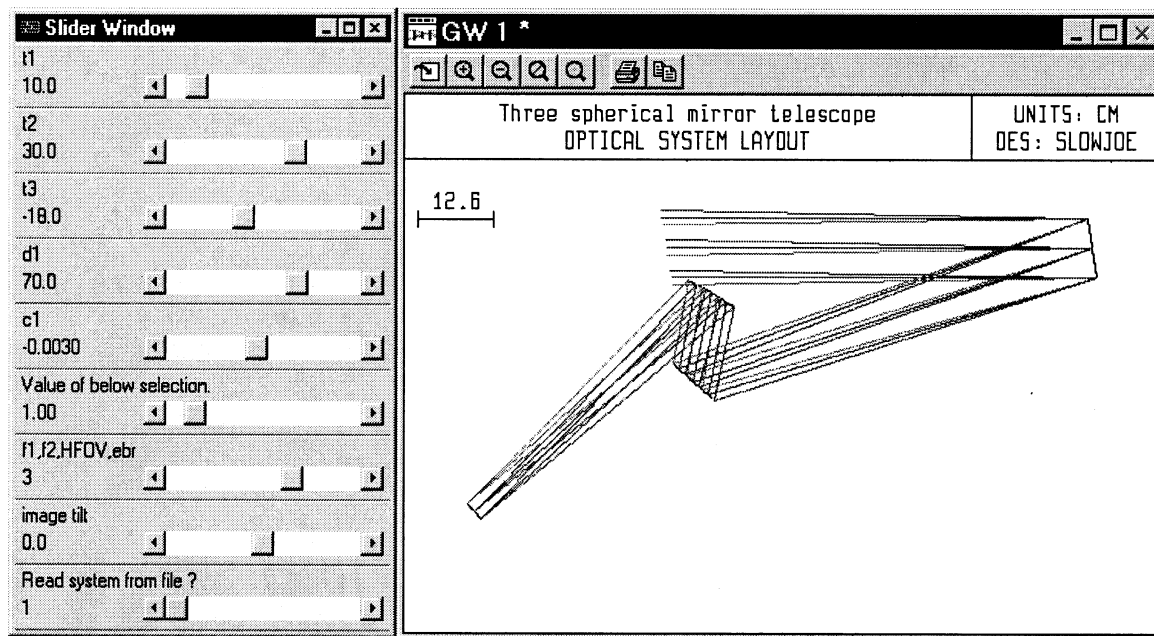 Slider Window
t1
10.0
t2
30.0
t3
-18.0
d1
70.0
c1
-0.0030
Value of below selection.
1.00
f1,f2,HFOV,ebr
3
image tilt
0.0
Read system from file ?
1
GW 1 *
Three spherical mirror telescope
OPTICAL SYSTEM LAYOUT
UNITS: CM
DES: SLOWJOE
12.6